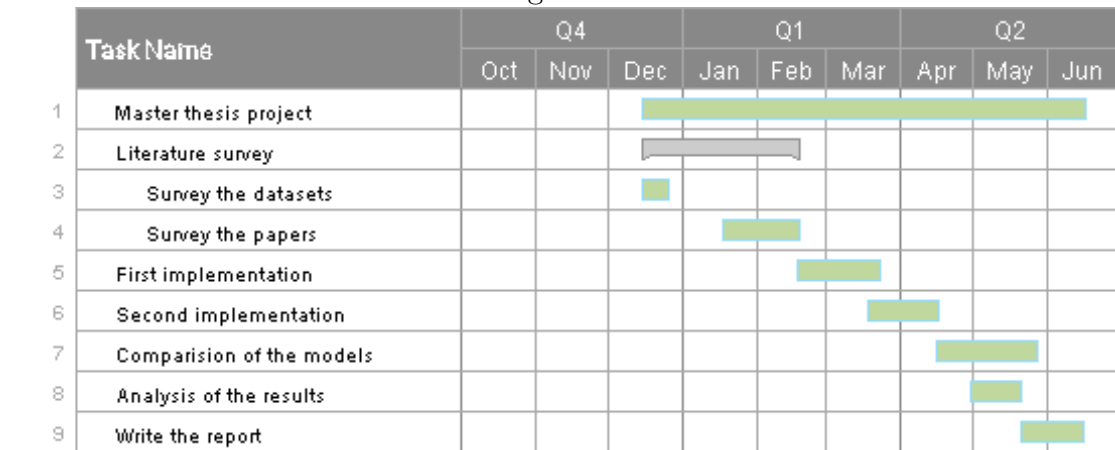 Q4 Q1 Q2
Task Name
Oct Nov Dec Jan Feb Mar Apr May Jun
1 Master thesis project
2 Literature survey
3 Survey the datasets
4 Survey the papers
5 First implementation
6 Second implementation
7 Comparision of the models
8 Analysis of the results
9 Write the report